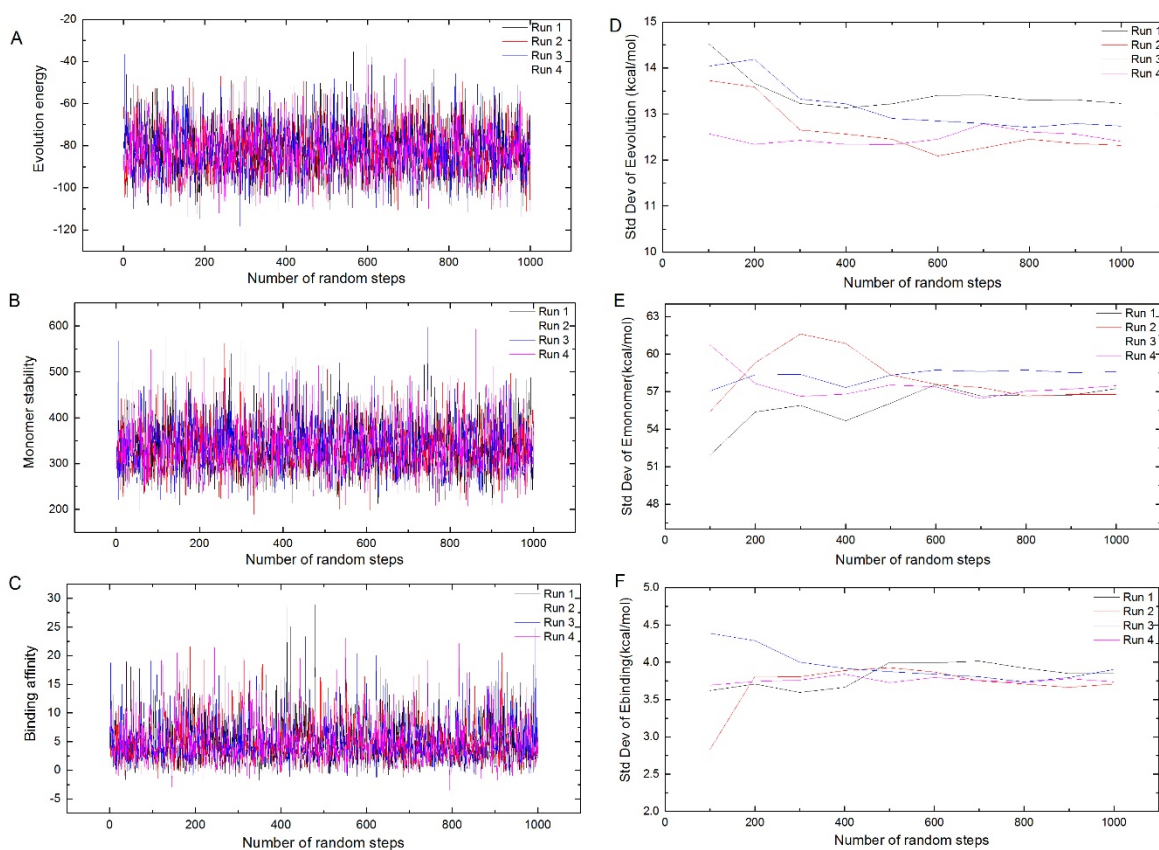 A
Evolution energy
-20
-40
-60
-80
-100
-120
0 200 400 600 800 1000
Number of random steps
Run 1
Run 2
Run 3
Run 4
B
Monomer stability
600
500
400
300
200
0 200 400 600 800 1000
Number of random steps
Run 1
Run 2
Run 3
Run 4
C
Binding affinity
30
25
20
15
10
5
0
-5
0 200 400 600 800 1000
Number of random steps
Run 1
Run 2
Run 3
Run 4
D
Std Dev of Eevolution (kcal/mol)
15
14
13
12
11
10
0 200 400 600 800 1000
Number of random steps
Run 1
Run 2
Run 3
Run 4
E
Std Dev of Emonomer(kcal/mol)
63
60
57
54
51
48
0 200 400 600 800 1000
Number of random steps
Run 1
Run 2
Run 3
Run 4
F
Std Dev of Ebinding(kcal/mol)
5.0
4.5
4.0
3.5
3.0
2.5
2.0
0 200 400 600 800 1000
Number of random steps
Run 1
Run 2
Run 3
Run 4